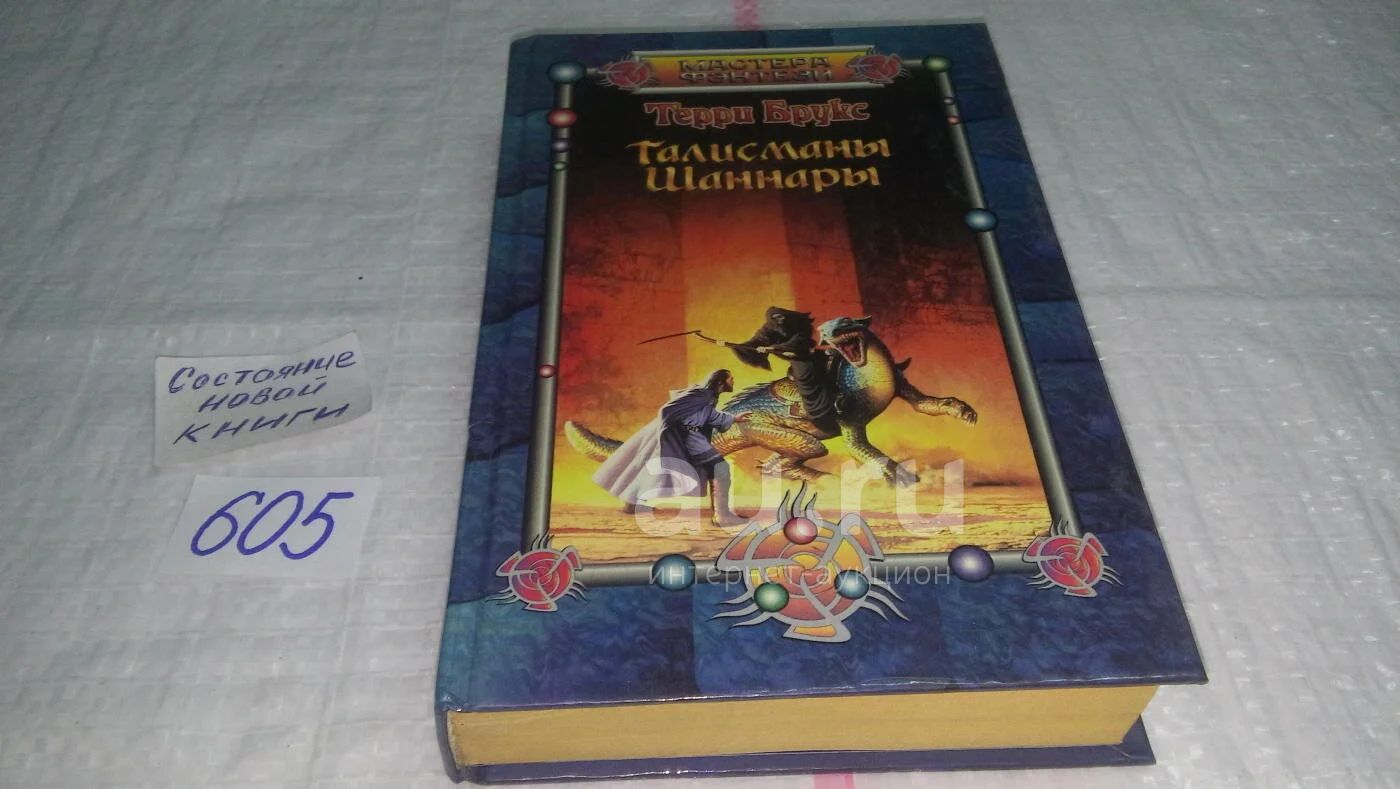 МАСТЕРА
ФЭНТЕЗИ
Терри Брукс
Талисманы
Шаннары
Состояние
новой
книги
605
au.ru
интернет-аукцион